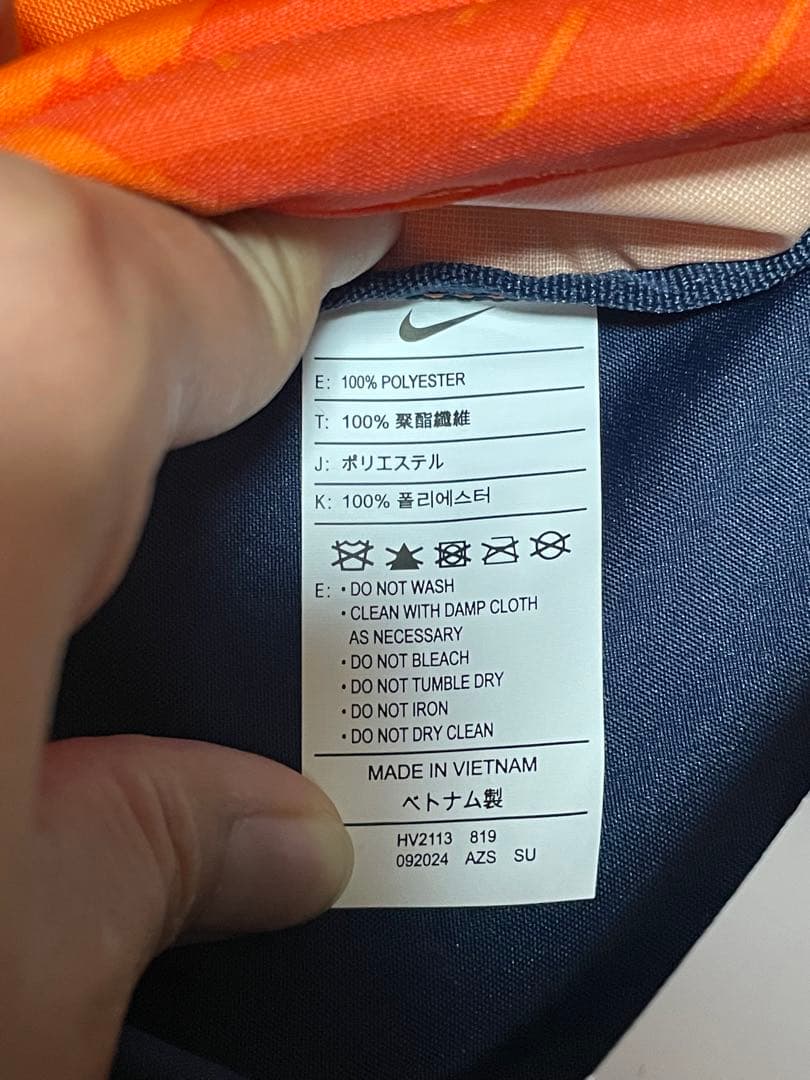 E: 100% POLYESTER
T: 100% 聚酯纖維
J: ポリエステル
K: 100% 폴리에스터
E: • DO NOT WASH
• CLEAN WITH DAMP CLOTH
AS NECESSARY
• DO NOT BLEACH
• DO NOT TUMBLE DRY
• DO NOT IRON
• DO NOT DRY CLEAN
MADE IN VIETNAM
ベトナム製
HV2113 819
092024 AZS SU